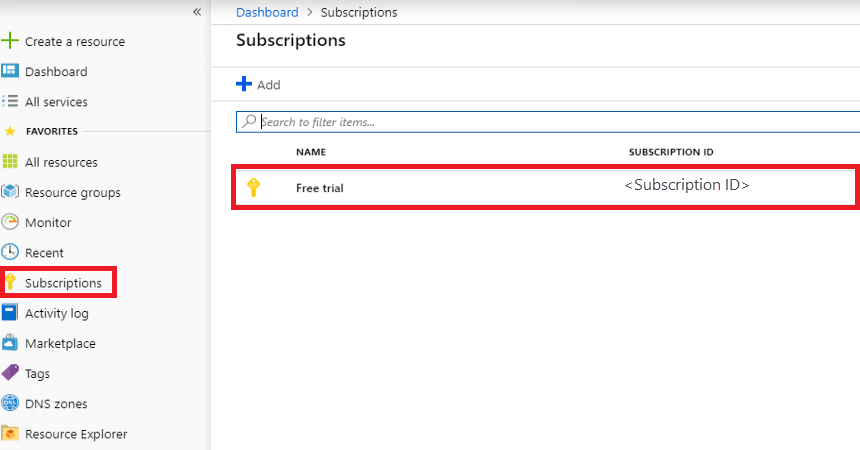 «
Create a resource
Dashboard
All services
FAVORITES
All resources
Resource groups
Monitor
Recent
Subscriptions
Activity log
Marketplace
Tags
DNS zones
Resource Explorer
Dashboard > Subscriptions
Subscriptions
Add
Search to filter items...
NAME SUBSCRIPTION ID
Free trial <Subscription ID>